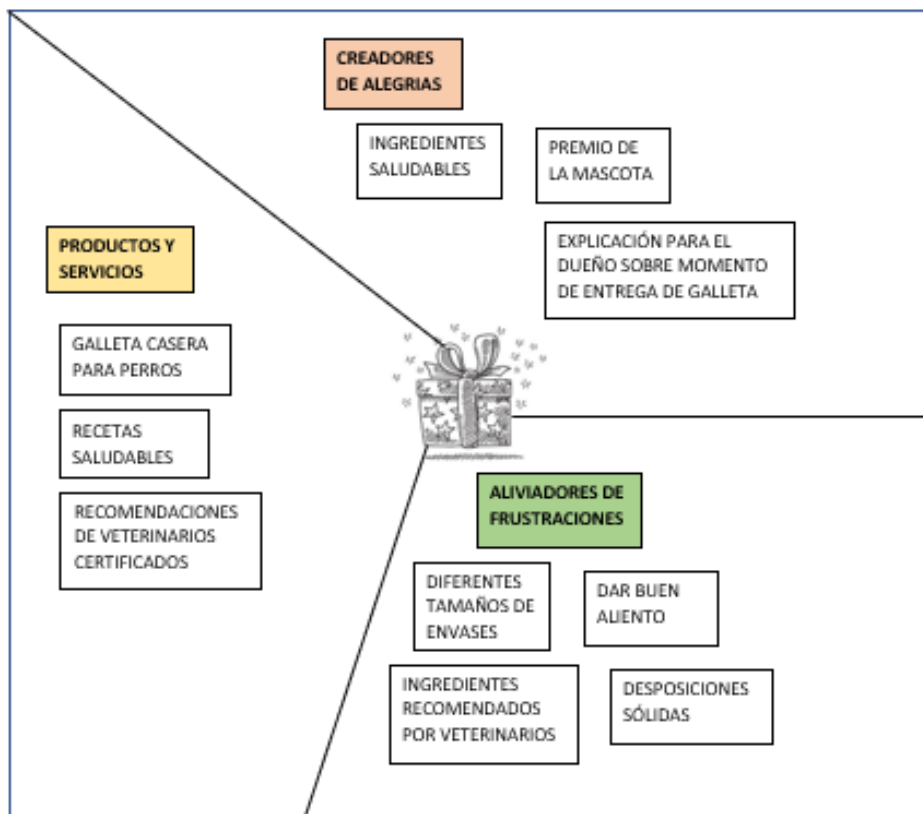 CREADORES
DE ALEGRIAS
INGREDIENTES
SALUDABLES
PREMIO DE
LA MASCOTA
EXPLICACIÓN PARA EL
DUEÑO SOBRE MOMENTO
DE ENTREGA DE GALLETA
PRODUCTOS Y
SERVICIOS
GALLETA CASERA
PARA PERROS
RECETAS
SALUDABLES
RECOMENDACIONES
DE VETERINARIOS
CERTIFICADOS
ALIVIADORES DE
FRUSTRACIONES
DIFERENTES
TAMAÑOS DE
ENVASES
DAR BUEN
ALIENTO
INGREDIENTES
RECOMENDADOS
POR VETERINARIOS
DESPOSICIONES
SÓLIDAS